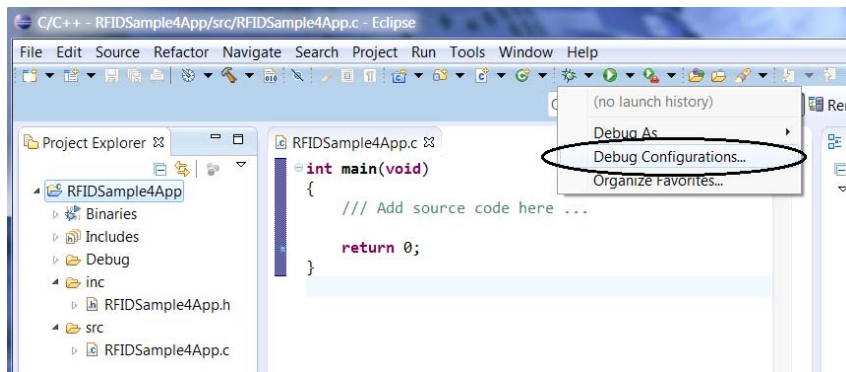 C/C++ - RFIDSample4App/src/RFIDSample4App.c - Eclipse
File Edit Source Refactor Navigate Search Project Run Tools Window Help
(no launch history)
Debug As
Debug Configurations...
Organize Favorites...
Project Explorer
RFIDSample4App
Binaries
Includes
Debug
inc
RFIDSample4App.h
src
RFIDSample4App.c
RFIDSample4App.c
int main(void)
{
/// Add source code here ...
return 0;
}